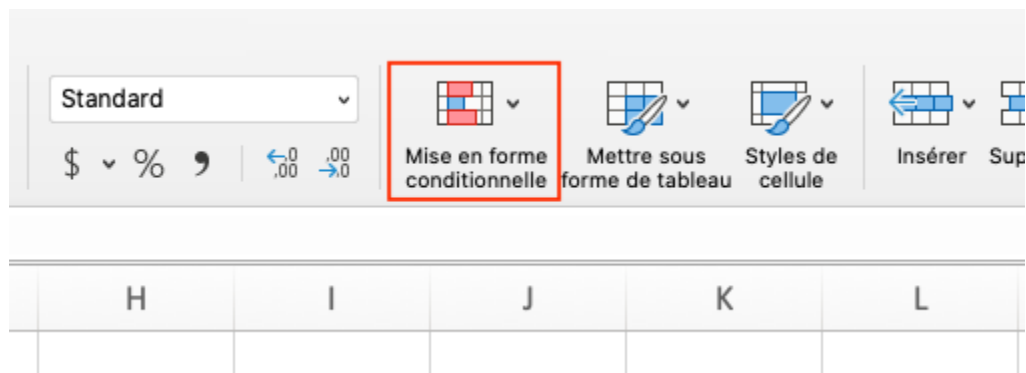 Standard
$ % ,
,0 ,00
,00 ,0
Mise en forme
conditionnelle
Mettre sous
forme de tableau
Styles de
cellule
Insérer
Sup
H I J K L